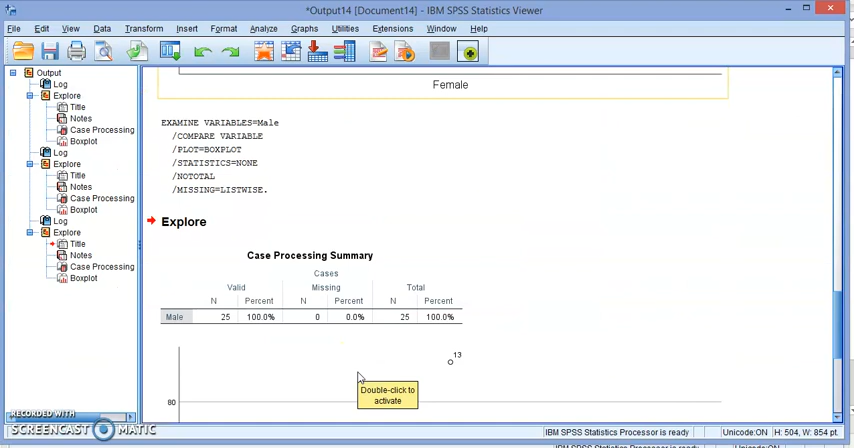 *Output14 [Document14] - IBM SPSS Statistics Viewer
File Edit View Data Transform Insert Format Analyze Graphs Utilities Extensions Window Help
Output
Log
Explore
Title
Notes
Case Processing
Boxplot
Log
Explore
Title
Notes
Case Processing
Boxplot
Log
Explore
Title
Notes
Case Processing
Boxplot
Female
EXAMINE VARIABLES=Male
/COMPARE VARIABLE
/PLOT=BOXPLOT
/STATISTICS=NONE
/NOTOTAL
/MISSING=LISTWISE.
Explore
Case Processing Summary
Cases
Valid Missing Total
N Percent N Percent N Percent
Male 25 100.0% 0 0.0% 25 100.0%
13
80
Double-click to
activate
RECORDED WITH
SCREENCAST MATIC
IBM SPSS Statistics Processor is ready Unicode:ON H: 504, W: 854 pt.